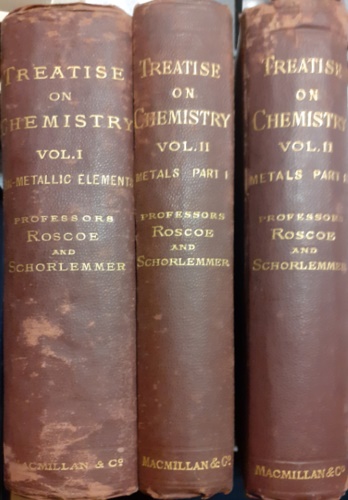 TREATISE
ON
CHEMISTRY
VOL. I
METALLIC ELEMENTS
PROFESSORS
ROSCOE
AND
SCHORLEMMER
MACMILLAN & Co
TREATISE
ON
CHEMISTRY
VOL. II
METALS PART I
PROFESSORS
ROSCOE
AND
SCHORLEMMER
MACMILLAN & Co
TREATISE
ON
CHEMISTRY
VOL. II
METALS PART
PROFESSORS
ROSCOE
AND
SCHORLEMMER
MACMILLAN & Co